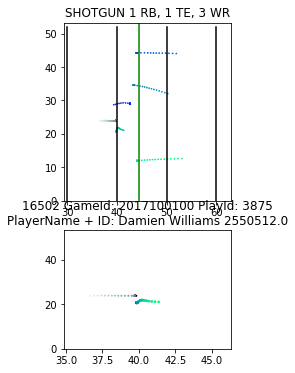 SHOTGUN 1 RB, 1 TE, 3 WR
50
40
30
20
10
0
30 40 50 60
16502 GameId: 2017100100 PlayId: 3875
PlayerName + ID: Damien Williams 2550512.0
40
20
0
35.0 37.5 40.0 42.5 45.0